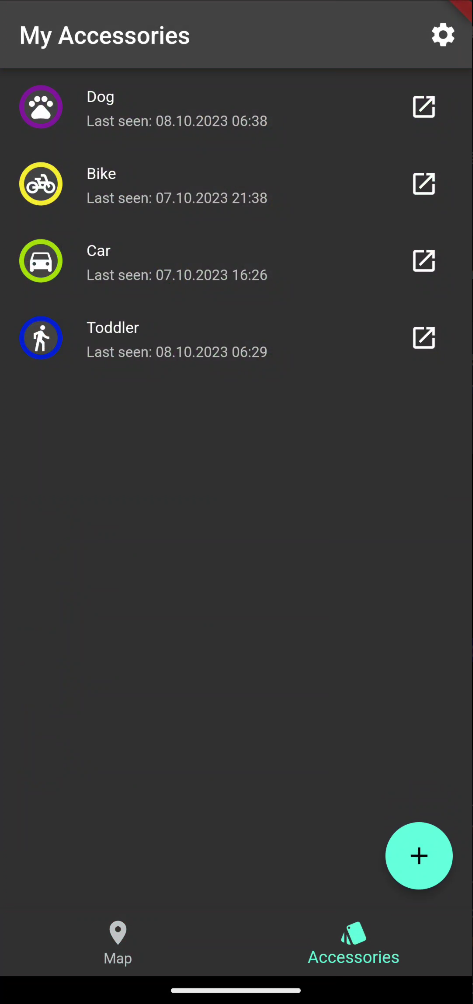 My Accessories
Dog
Last seen: 08.10.2023 06:38
Bike
Last seen: 07.10.2023 21:38
Car
Last seen: 07.10.2023 16:26
Toddler
Last seen: 08.10.2023 06:29
Map
Accessories